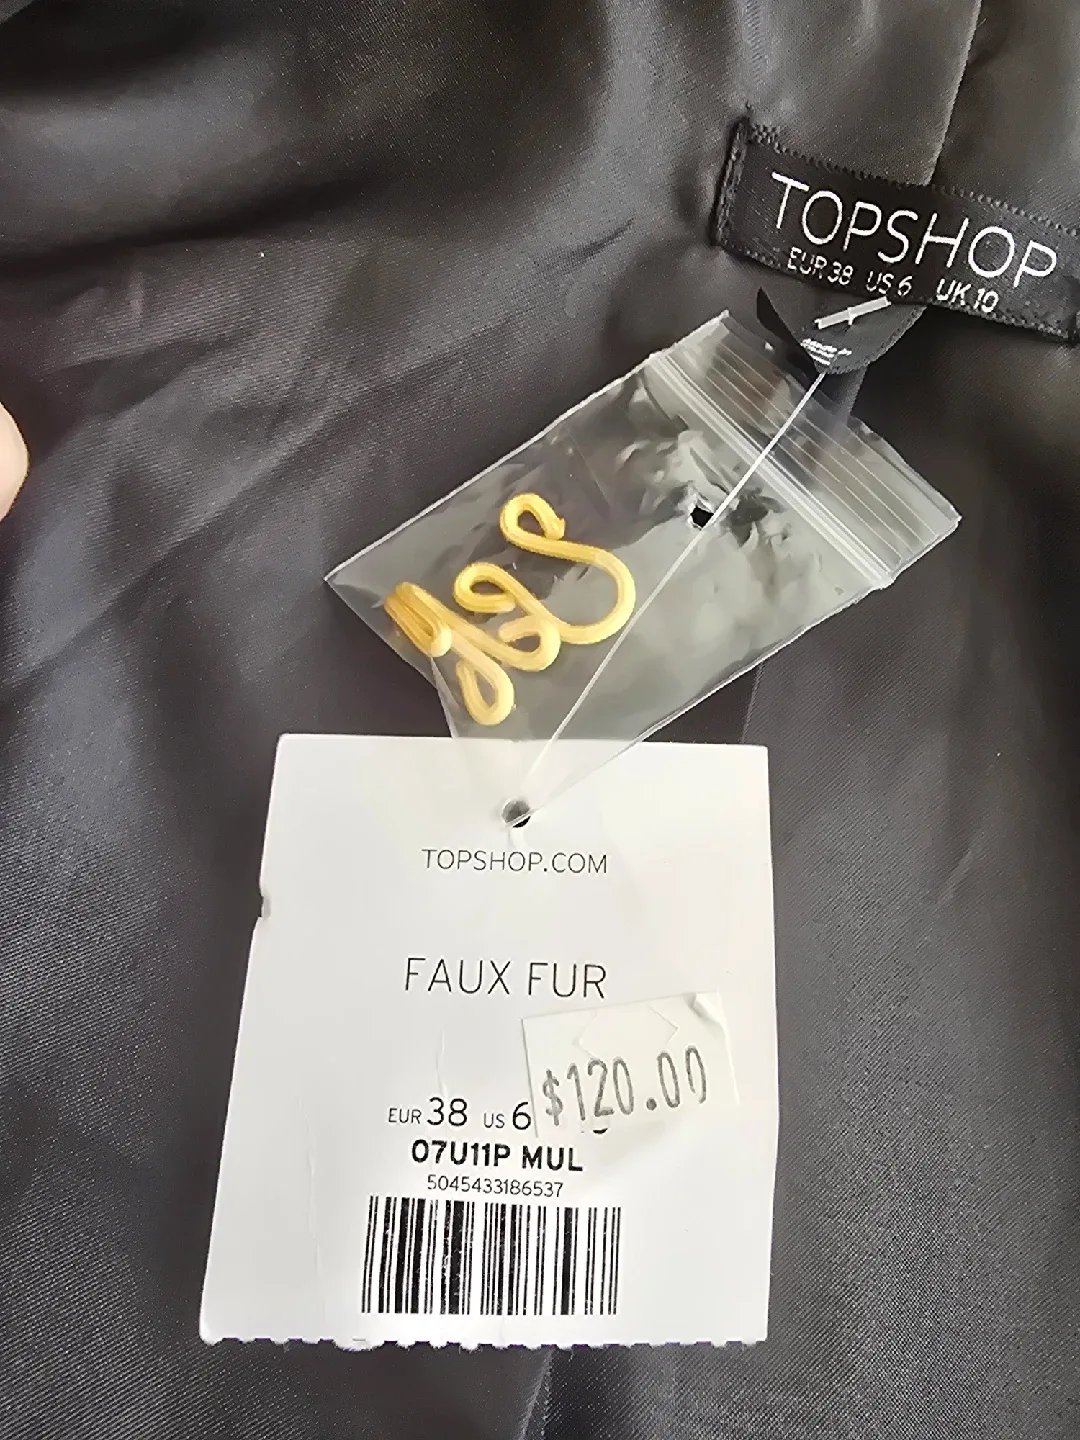 TOPSHOP
EUR 38 US 6 UK 10
TOPSHOP.COM
FAUX FUR
$120.00
EUR 38 US 6
07U11P MUL
5045433186537